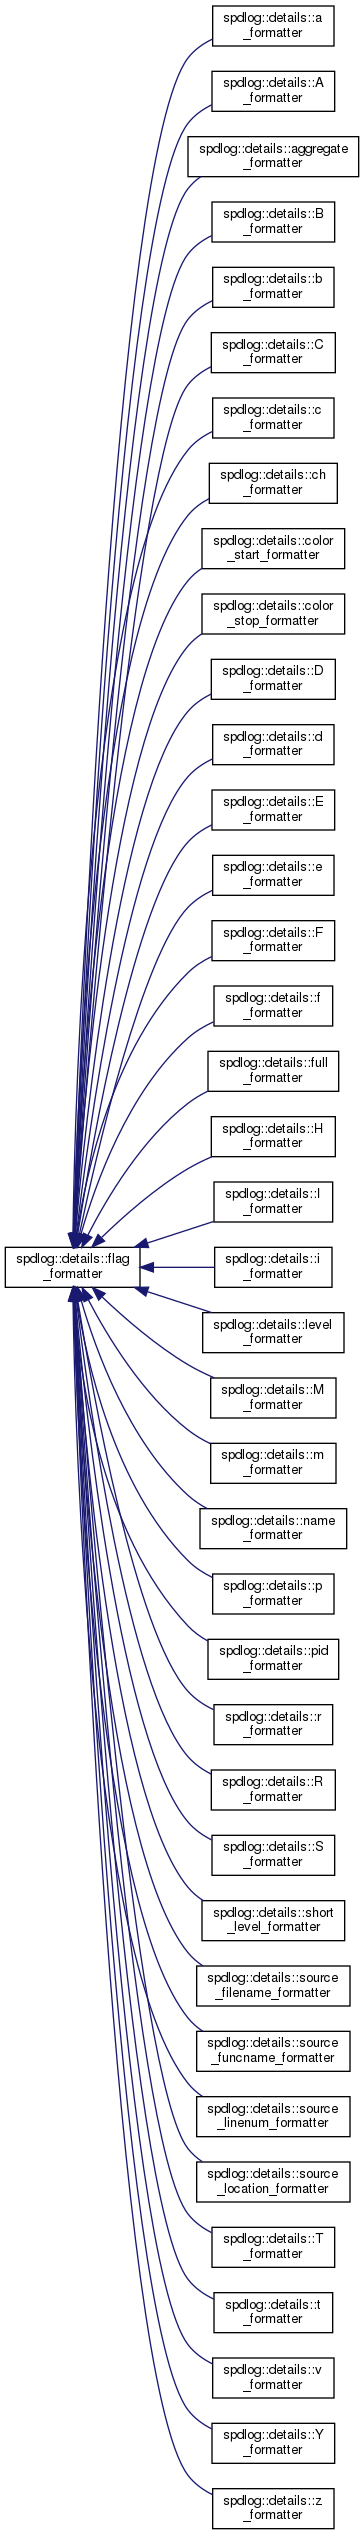 spdlog::details::a
_formatter
spdlog::details::A
_formatter
spdlog::details::aggregate
_formatter
spdlog::details::B
_formatter
spdlog::details::b
_formatter
spdlog::details::C
_formatter
spdlog::details::c
_formatter
spdlog::details::ch
_formatter
spdlog::details::color
_start_formatter
spdlog::details::color
_stop_formatter
spdlog::details::D
_formatter
spdlog::details::d
_formatter
spdlog::details::E
_formatter
spdlog::details::e
_formatter
spdlog::details::F
_formatter
spdlog::details::f
_formatter
spdlog::details::full
_formatter
spdlog::details::H
_formatter
spdlog::details::I
_formatter
spdlog::details::flag
_formatter
spdlog::details::i
_formatter
spdlog::details::level
_formatter
spdlog::details::M
_formatter
spdlog::details::m
_formatter
spdlog::details::name
_formatter
spdlog::details::p
_formatter
spdlog::details::pid
_formatter
spdlog::details::r
_formatter
spdlog::details::R
_formatter
spdlog::details::S
_formatter
spdlog::details::short
_level_formatter
spdlog::details::source
_filename_formatter
spdlog::details::source
_funcname_formatter
spdlog::details::source
_linenum_formatter
spdlog::details::source
_location_formatter
spdlog::details::T
_formatter
spdlog::details::t
_formatter
spdlog::details::v
_formatter
spdlog::details::Y
_formatter
spdlog::details::z
_formatter